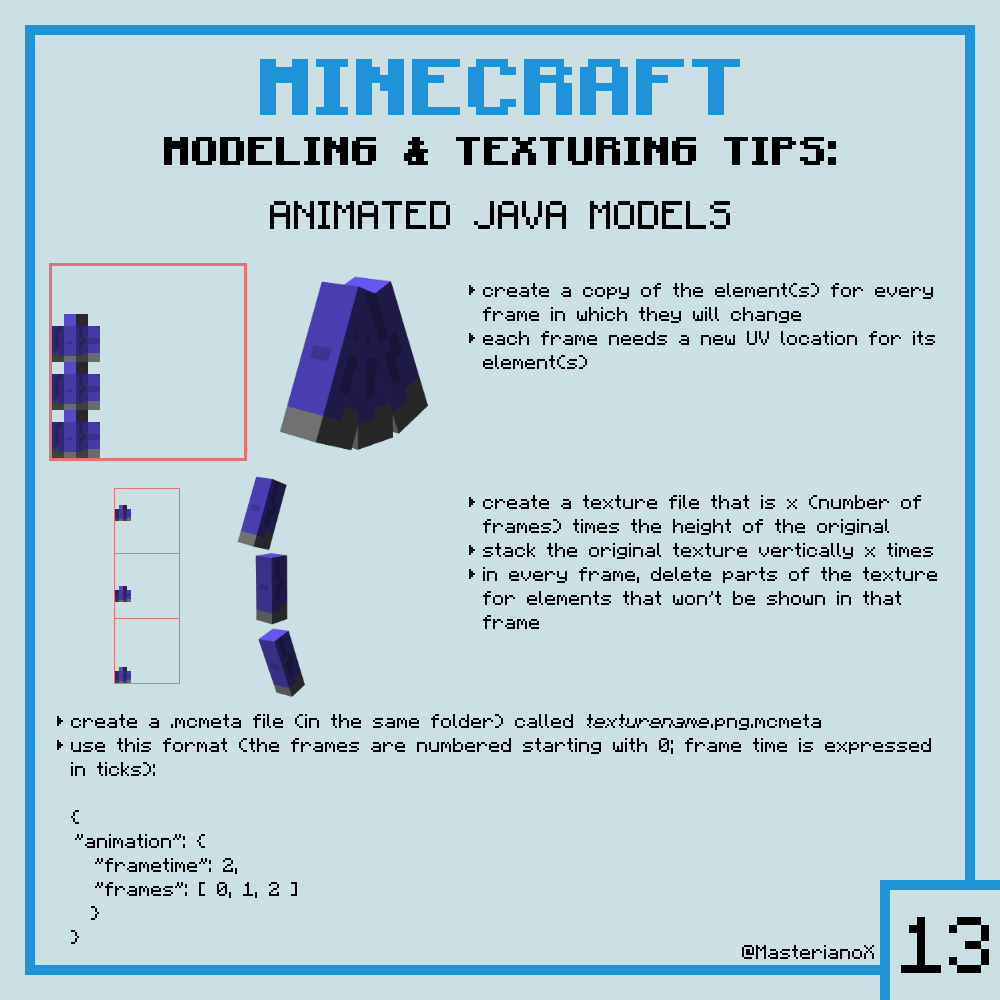 MINECRAFT
MODELING & TEXTURING TIPS:
ANIMATED JAVA MODELS
‣ create a copy of the element(s) for every
frame in which they will change
‣ each frame needs a new UV location for its
element(s)
‣ create a texture file that is x (number of
frames) times the height of the original
‣ stack the original texture vertically x times
‣ in every frame, delete parts of the texture
for elements that won't be shown in that
frame
‣ create a .mcmeta file (in the same folder) called texturename.png.mcmeta
‣ use this format (the frames are numbered starting with 0; frame time is expressed
in ticks):
{
"animation": {
"frametime": 2,
"frames": [ 0, 1, 2 ]
}
}
@MasterianoX
13